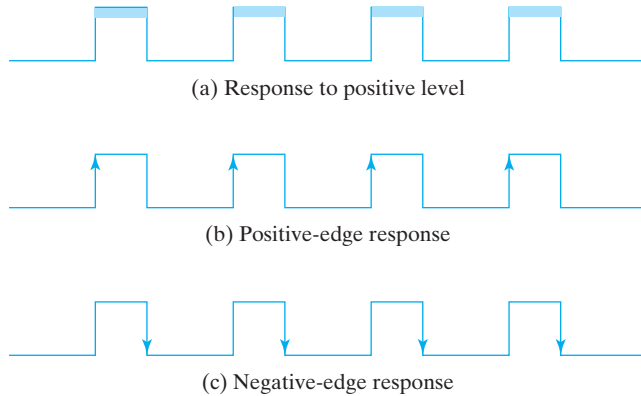 (a) Response to positive level
(b) Positive-edge response
(c) Negative-edge response